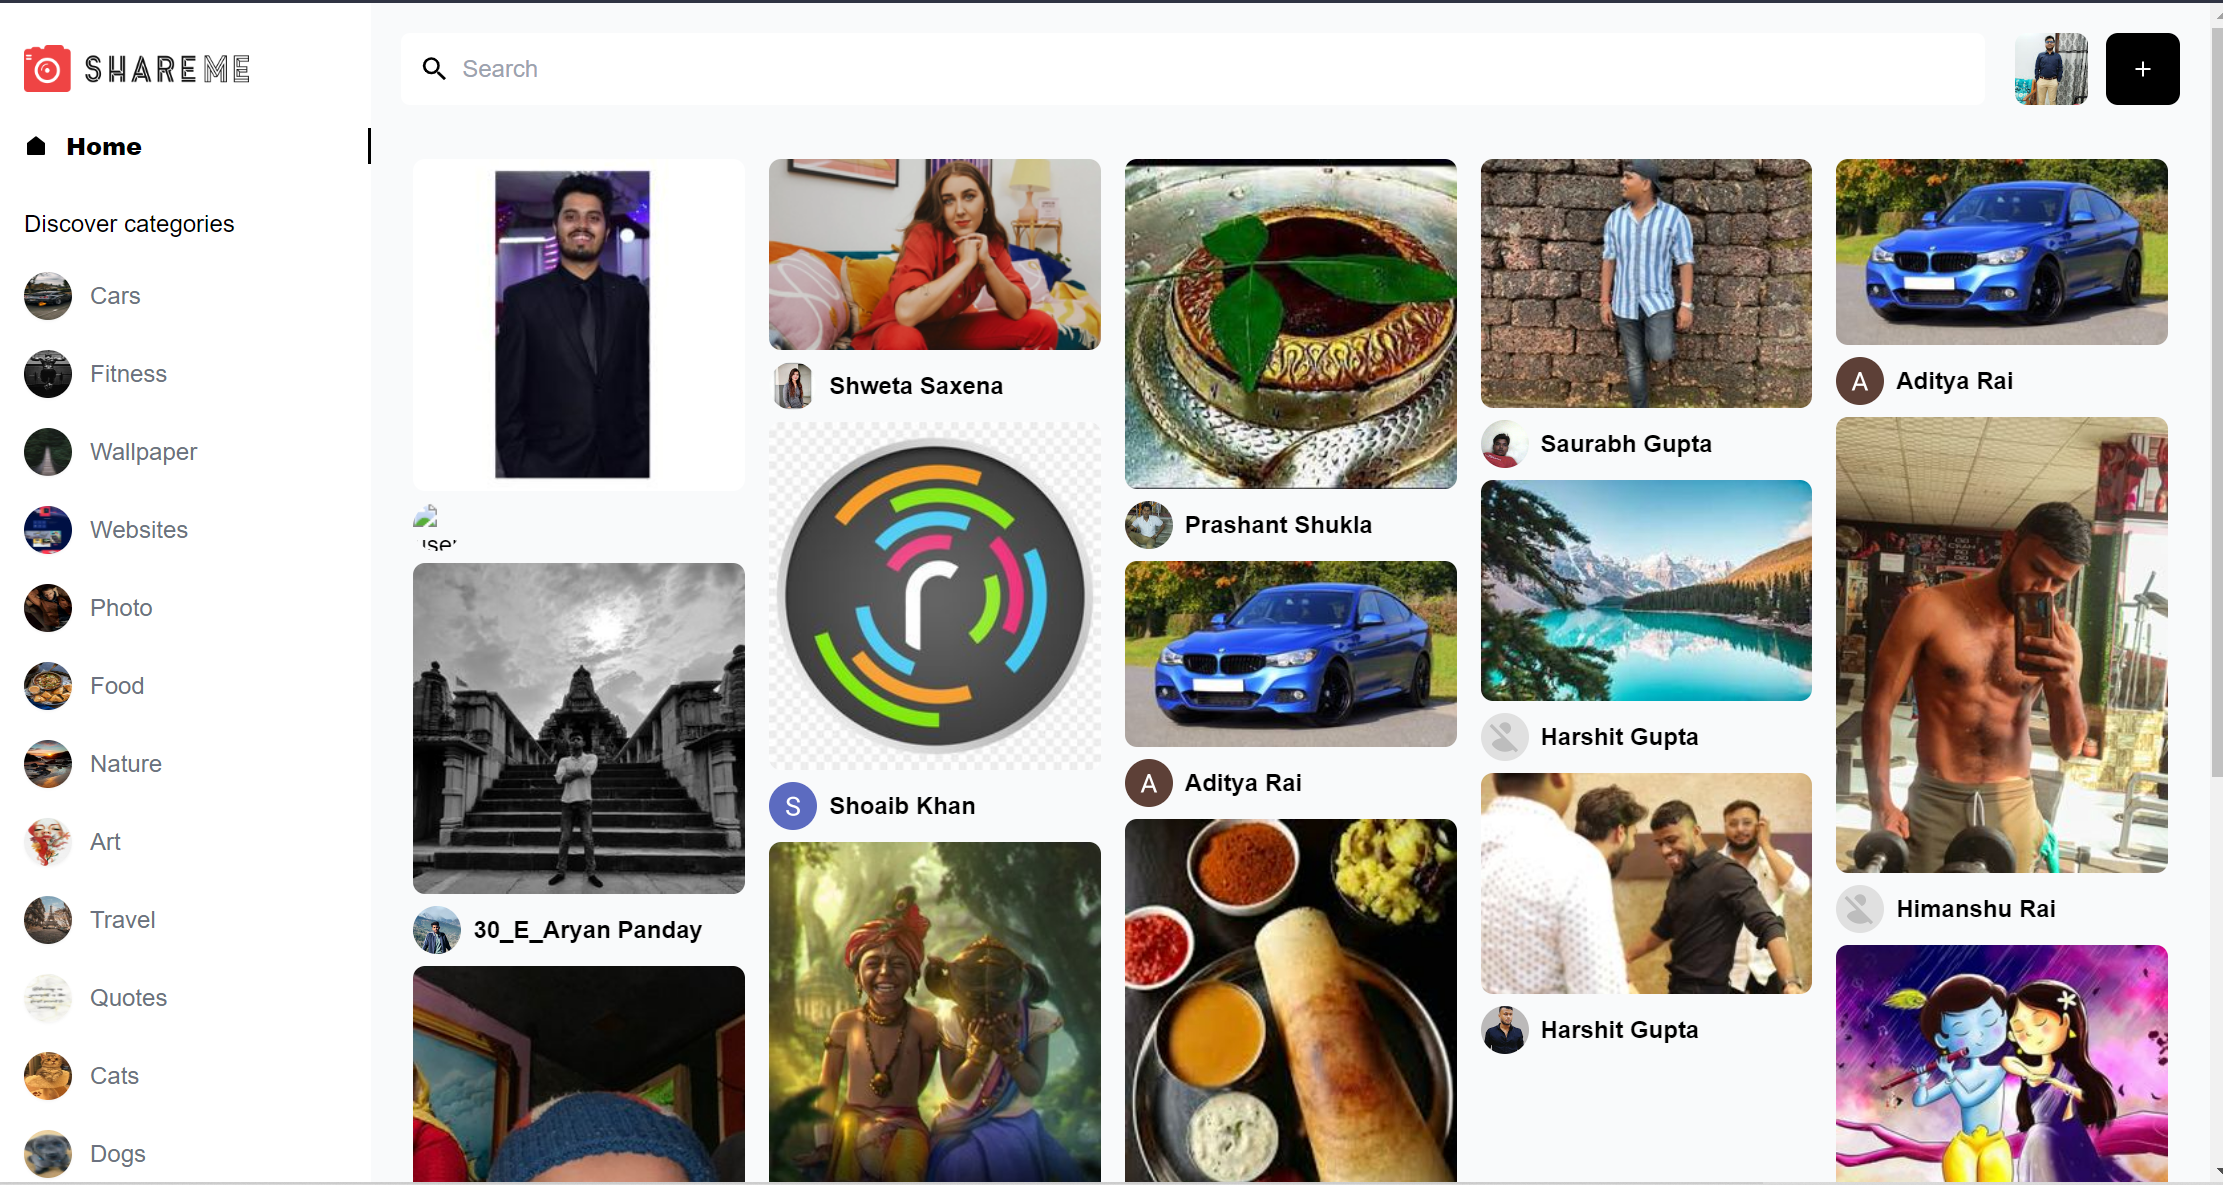 SHAREME
Search
+
Home
Discover categories
Cars
Fitness
Wallpaper
Websites
Photo
Food
Nature
Art
Travel
Quotes
Cats
Dogs
user
30_E_Aryan Panday
Shweta Saxena
r
S
Shoaib Khan
Prashant Shukla
A
Aditya Rai
Saurabh Gupta
Harshit Gupta
Harshit Gupta
A
Aditya Rai
Himanshu Rai